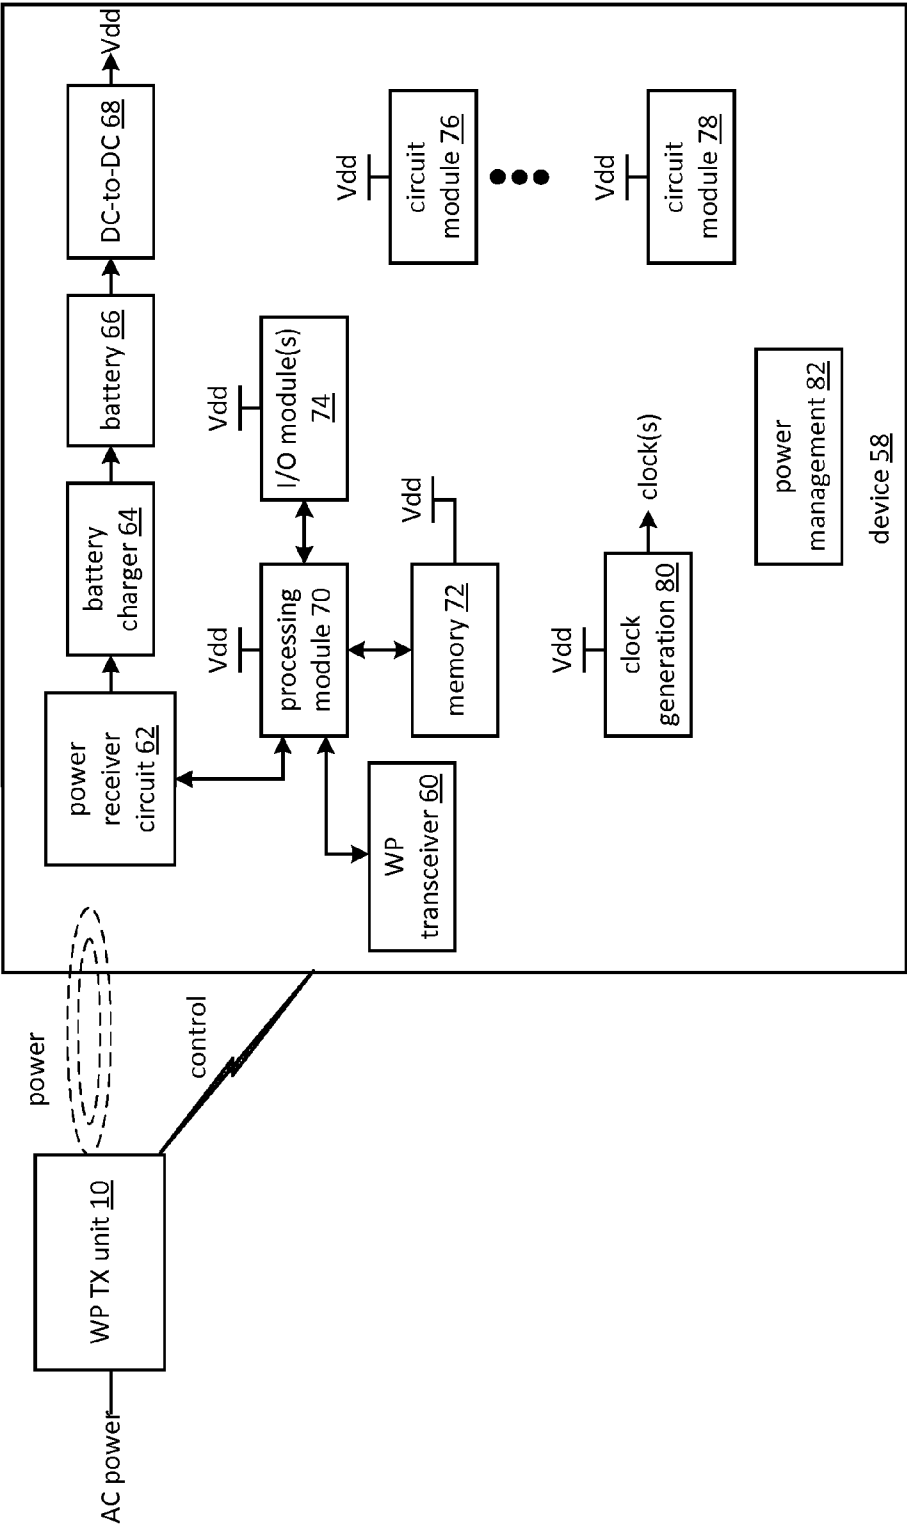 AC power
WP TX unit 10
power
control
power
receiver
circuit 62
battery
charger 64
battery 66
DC-to-DC 68
Vdd
Vdd
processing
module 70
Vdd
I/O module(s)
74
WP
transceiver 60
memory 72
Vdd
Vdd
circuit
module 76
Vdd
clock
generation 80
clock(s)
Vdd
circuit
module 78
power
management 82
device 58